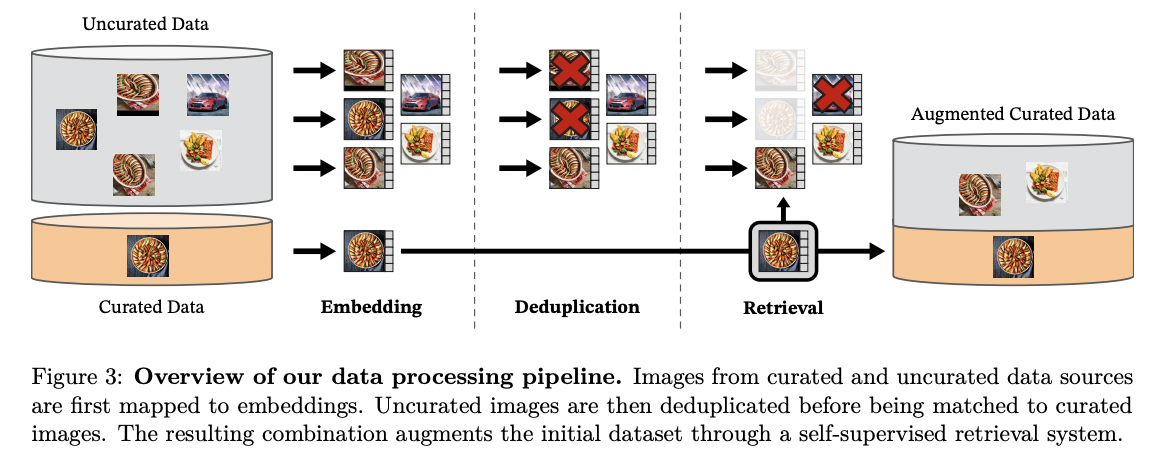 Uncurated Data
Augmented Curated Data
Curated Data
Embedding
Deduplication
Retrieval
Figure 3: Overview of our data processing pipeline. Images from curated and uncurated data sources
are first mapped to embeddings. Uncurated images are then deduplicated before being matched to curated
images. The resulting combination augments the initial dataset through a self-supervised retrieval system.